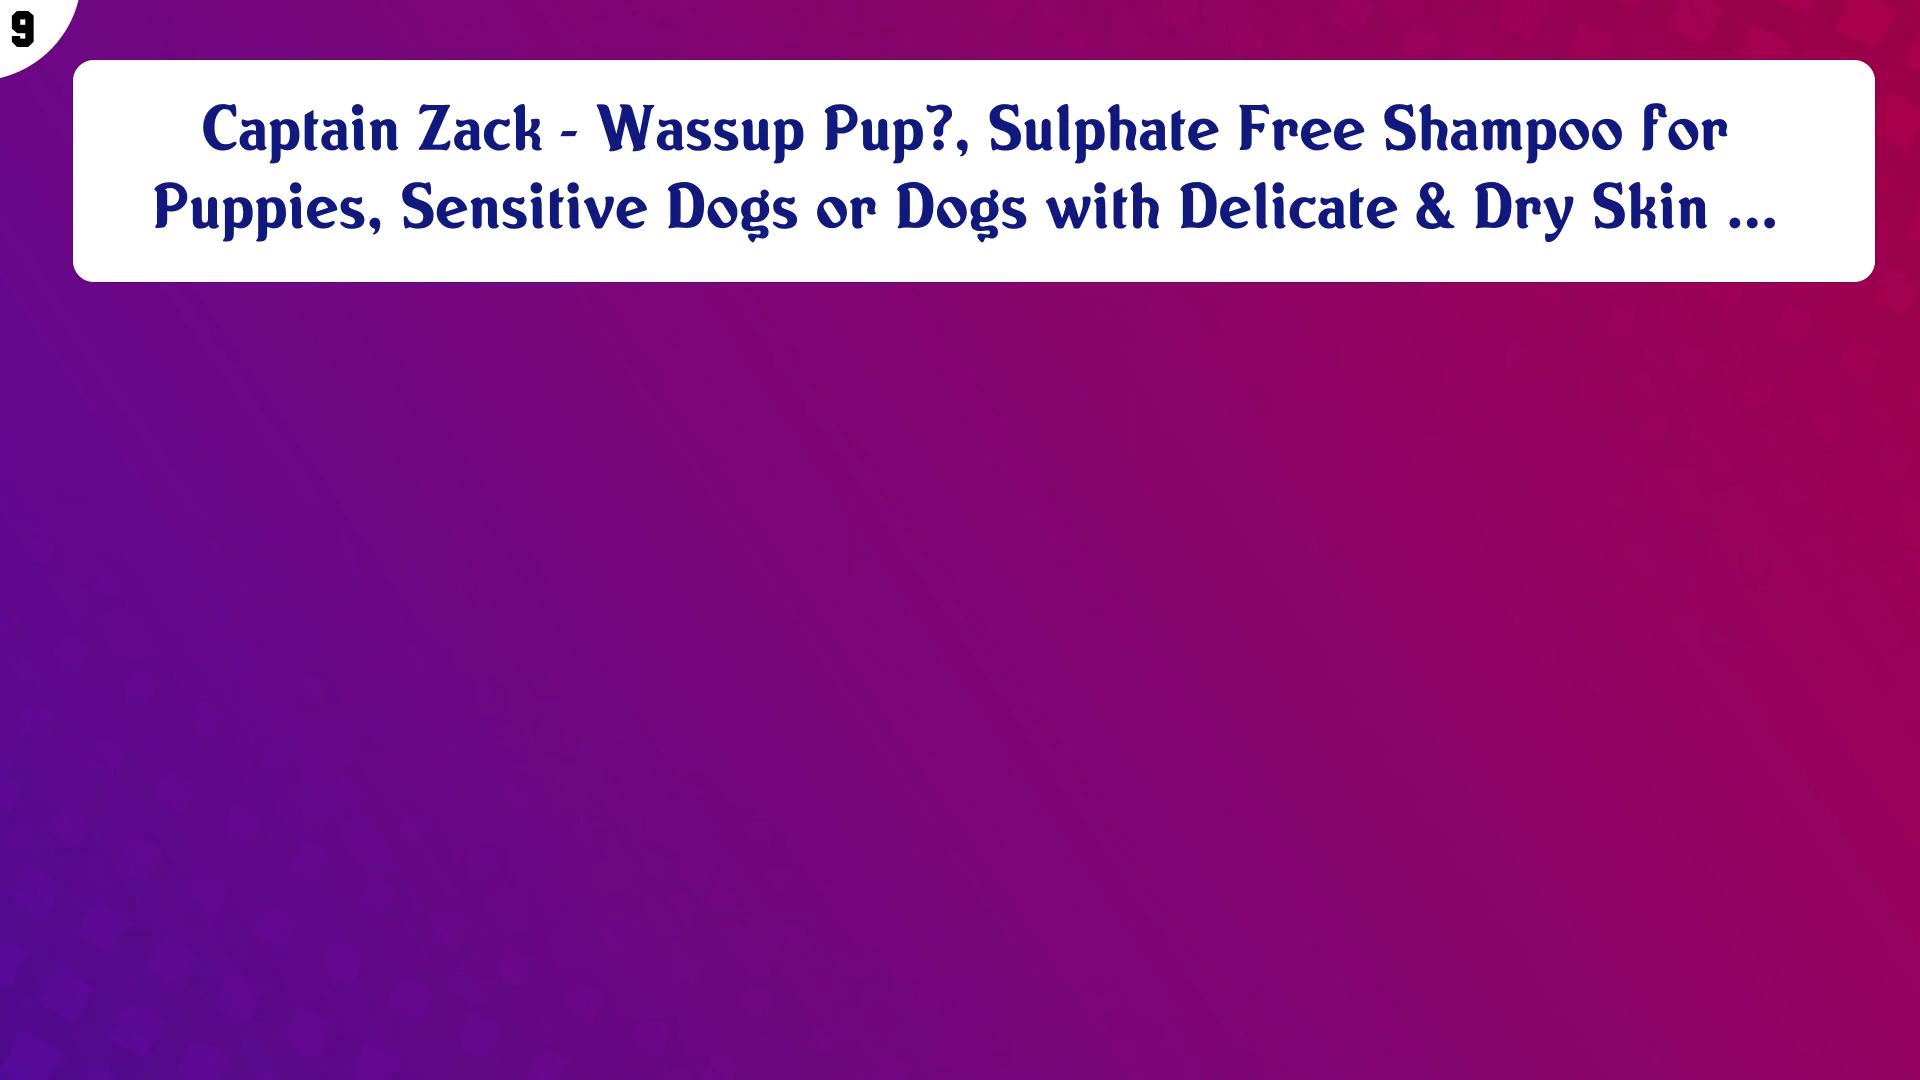 9
Captain Zack - Wassup Pup?, Sulphate Free Shampoo for
Puppies, Sensitive Dogs or Dogs with Delicate & Dry Skin ...